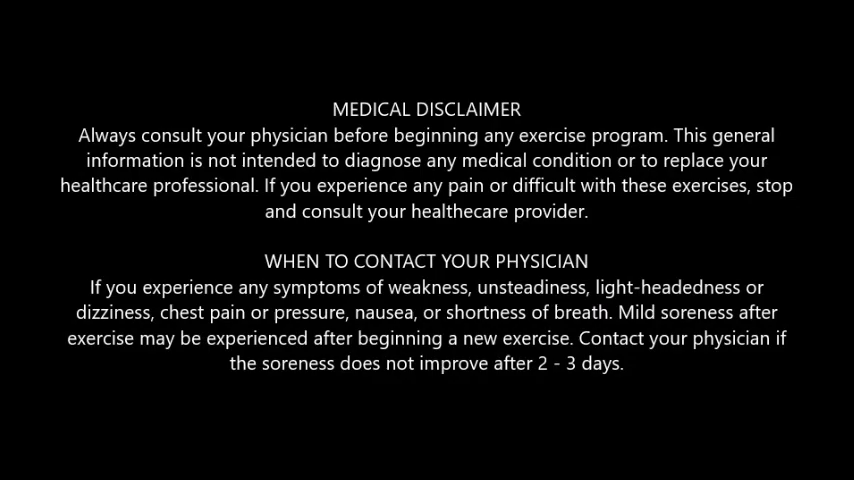 MEDICAL DISCLAIMER
Always consult your physician before beginning any exercise program. This general
information is not intended to diagnose any medical condition or to replace your
healthcare professional. If you experience any pain or difficult with these exercises, stop
and consult your healthecare provider.
WHEN TO CONTACT YOUR PHYSICIAN
If you experience any symptoms of weakness, unsteadiness, light-headedness or
dizziness, chest pain or pressure, nausea, or shortness of breath. Mild soreness after
exercise may be experienced after beginning a new exercise. Contact your physician if
the soreness does not improve after 2 - 3 days.